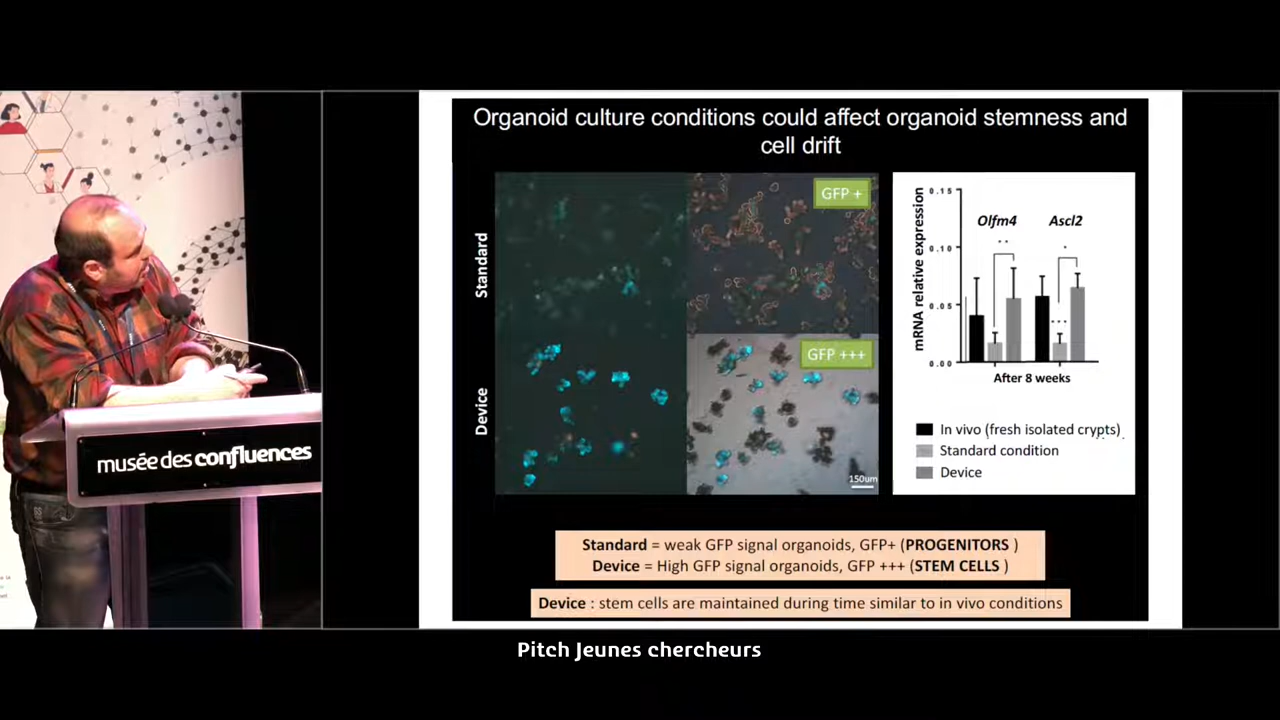 Organoid culture conditions could affect organoid stemness and
cell drift
Standard
GFP +
Device
GFP +++
150um
mRNA relative expression
0.15
0.10
0.05
0.00
Olfm4
Ascl2
**
*
***
After 8 weeks
In vivo (fresh isolated crypts)
Standard condition
Device
Standard = weak GFP signal organoids, GFP+ (PROGENITORS )
Device = High GFP signal organoids, GFP +++ (STEM CELLS )
Device : stem cells are maintained during time similar to in vivo conditions
musée des confluences
Pitch Jeunes chercheurs